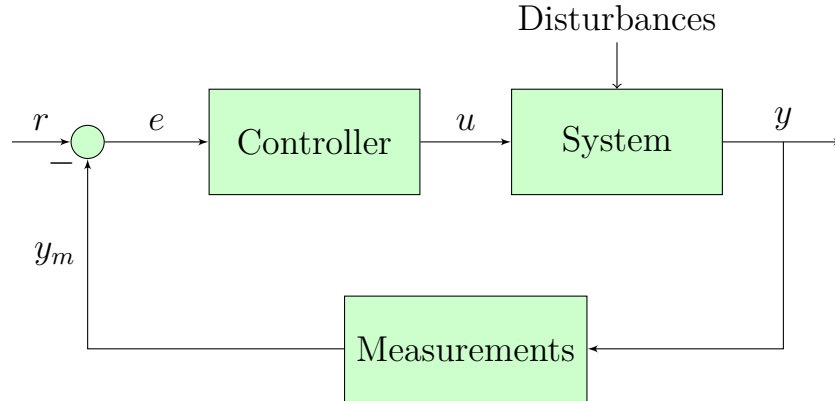 Disturbances
r
e
Controller
u
System
y
−
y_m
Measurements